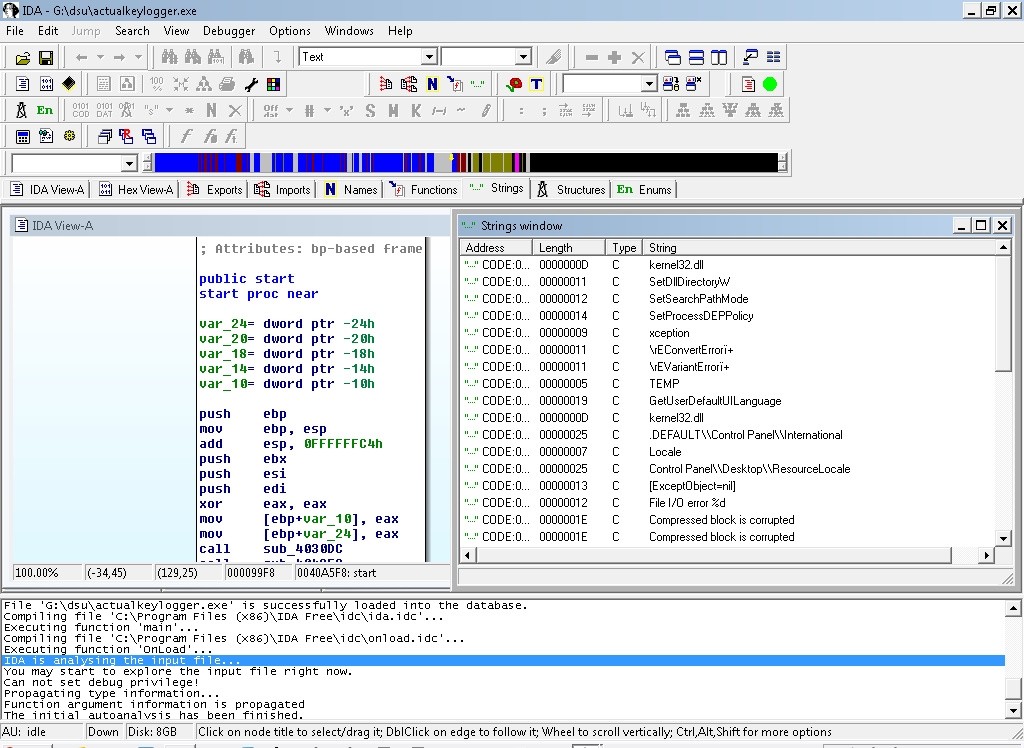 IDA - G:\dsu\actualkeylogger.exe
File Edit Jump Search View Debugger Options Windows Help
Text
En
IDA View-A Hex View-A Exports Imports N Names Functions Strings Structures En Enums
IDA View-A
; Attributes: bp-based frame
public start
start proc near
var_24= dword ptr -24h
var_20= dword ptr -20h
var_18= dword ptr -18h
var_14= dword ptr -14h
var_10= dword ptr -10h
push ebp
mov ebp, esp
add esp, 0FFFFFFC4h
push ebx
push esi
push edi
xor eax, eax
mov [ebp+var_10], eax
mov [ebp+var_24], eax
call sub_4030DC
100.00% (-34,45) (129,25) 000099F8 0040A5F8: start
Strings window
Address Length Type String
CODE:0... 0000000D C kernel32.dll
CODE:0... 00000011 C SetDllDirectoryW
CODE:0... 00000012 C SetSearchPathMode
CODE:0... 00000014 C SetProcessDEPPolicy
CODE:0... 00000009 C xception
CODE:0... 00000011 C \rEConvertErrorï+
CODE:0... 00000011 C \rEVariantErrorï+
CODE:0... 00000005 C TEMP
CODE:0... 00000019 C GetUserDefaultUILanguage
CODE:0... 0000000D C kernel32.dll
CODE:0... 00000025 C .DEFAULT\\Control Panel\\International
CODE:0... 00000007 C Locale
CODE:0... 00000025 C Control Panel\\Desktop\\ResourceLocale
CODE:0... 00000013 C [ExceptObject=nil]
CODE:0... 00000012 C File I/O error %d
CODE:0... 0000001E C Compressed block is corrupted
CODE:0... 0000001E C Compressed block is corrupted
File 'G:\dsu\actualkeylogger.exe' is successfully loaded into the database.
Compiling file 'C:\Program Files (x86)\IDA Free\idc\ida.idc'...
Executing function 'main'...
Compiling file 'C:\Program Files (x86)\IDA Free\idc\onload.idc'...
Executing function 'OnLoad'...
IDA is analysing the input file...
You may start to explore the input file right now.
Can not set debug privilege!
Propagating type information...
Function argument information is propagated
The initial autoanalysis has been finished.
AU: idle Down Disk: 8GB Click on node title to select/drag it; DblClick on edge to follow it; Wheel to scroll vertically; Ctrl,Alt,Shift for more options